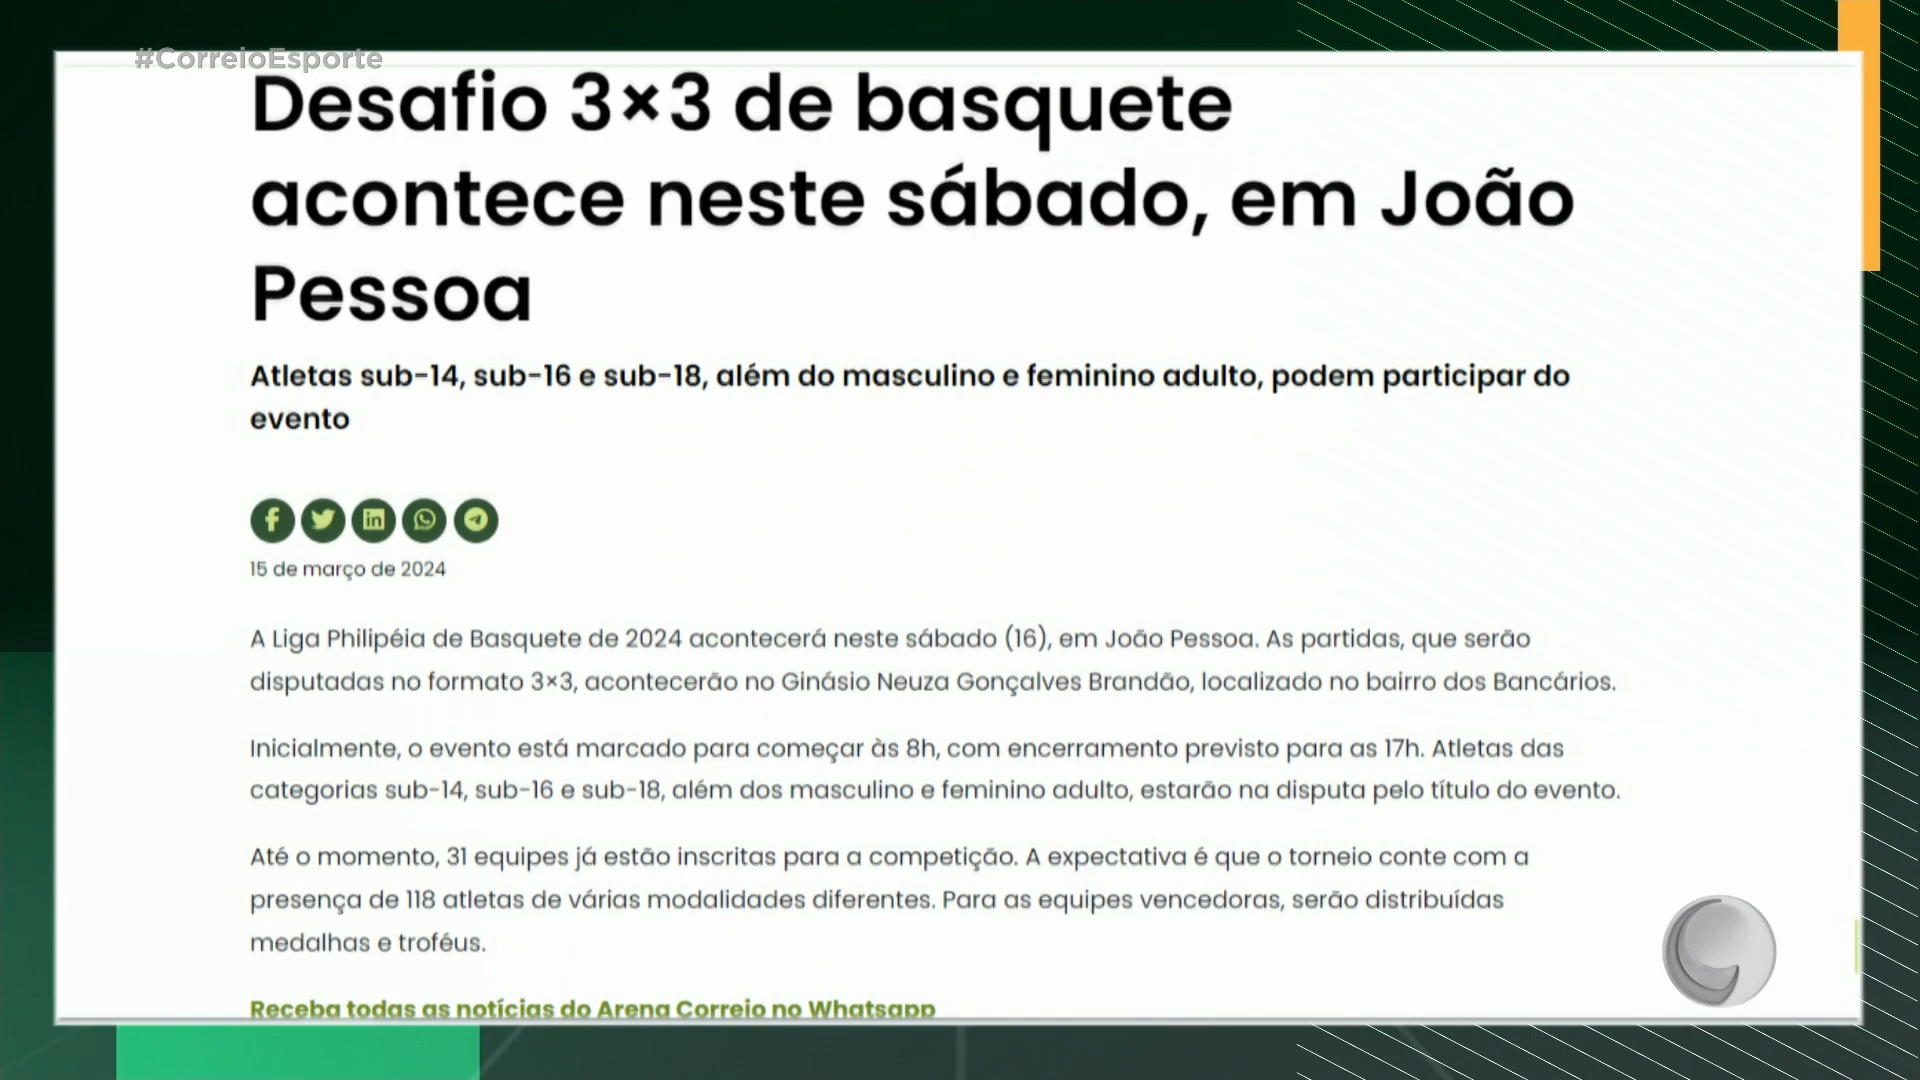 #CorreioEsporte
Desafio 3×3 de basquete
acontece neste sábado, em João
Pessoa
Atletas sub-14, sub-16 e sub-18, além do masculino e feminino adulto, podem participar do
evento
15 de março de 2024
A Liga Philipéia de Basquete de 2024 acontecerá neste sábado (16), em João Pessoa. As partidas, que serão
disputadas no formato 3×3, acontecerão no Ginásio Neuza Gonçalves Brandão, localizado no bairro dos Bancários.
Inicialmente, o evento está marcado para começar às 8h, com encerramento previsto para as 17h. Atletas das
categorias sub-14, sub-16 e sub-18, além dos masculino e feminino adulto, estarão na disputa pelo título do evento.
Até o momento, 31 equipes já estão inscritas para a competição. A expectativa é que o torneio conte com a
presença de 118 atletas de várias modalidades diferentes. Para as equipes vencedoras, serão distribuídas
medalhas e troféus.
Receba todas as notícias do Arena Correio no Whatsapp